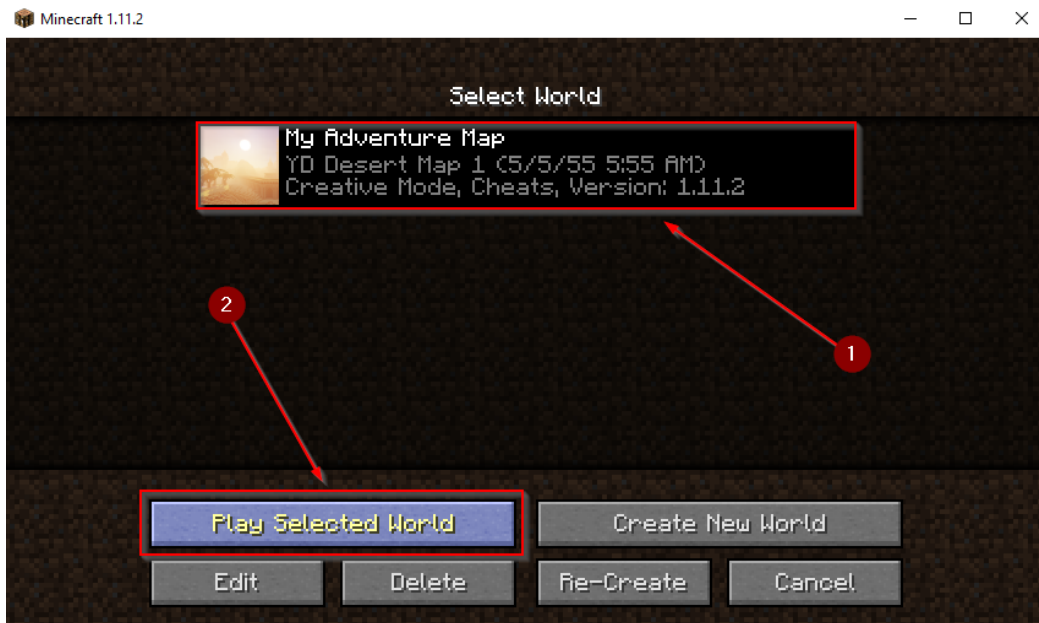 Minecraft 1.11.2
Select World
My Adventure Map
YD Desert Map 1 (5/5/55 5:55 AM)
Creative Mode, Cheats, Version: 1.11.2
2
1
Play Selected World
Create New World
Edit
Delete
Re-Create
Cancel